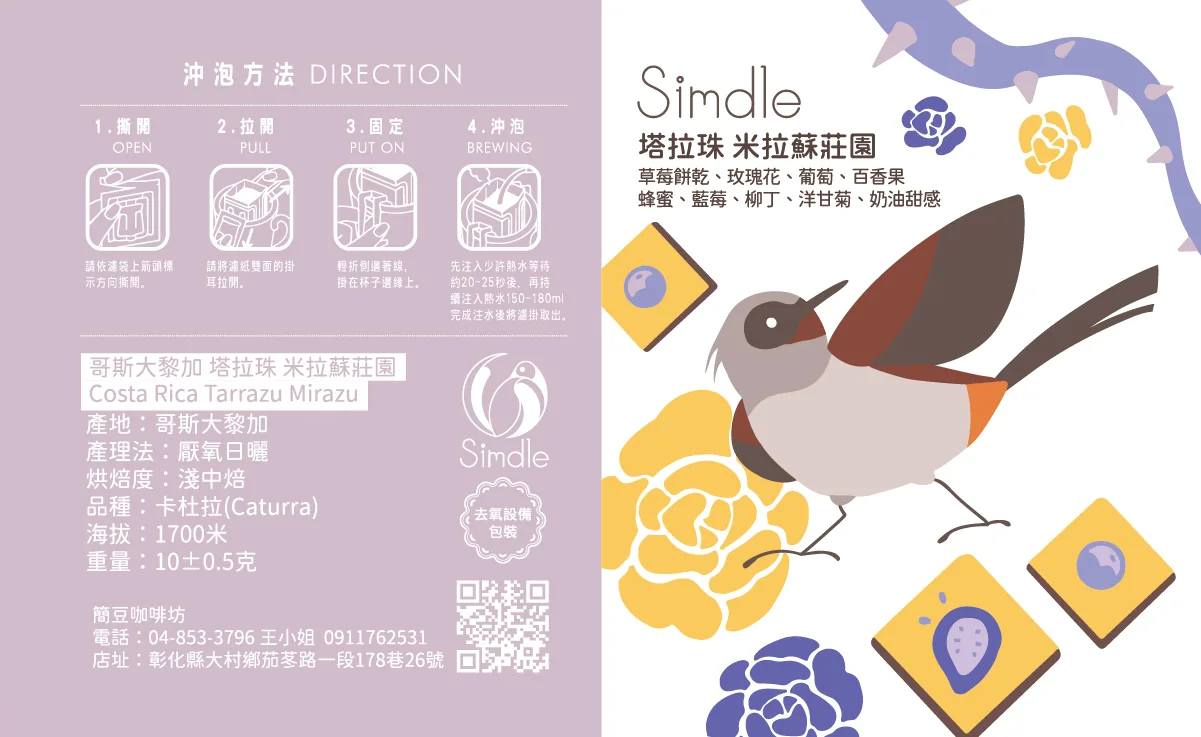 沖泡方法 DIRECTION
1.撕開
OPEN
2.拉開
PULL
3.固定
PUT ON
4.沖泡
BREWING
請依濾袋上箭頭標
示方向撕開。
請將濾紙雙面的掛
耳拉開。
輕折側邊著線,
掛在杯子邊緣上。
先注入少許熱水等待
約20~25秒後, 再持
續注入熱水150~180ml
完成注水後將濾掛取出。
哥斯大黎加 塔拉珠 米拉蘇莊園
Costa Rica Tarrazu Mirazu
產地：哥斯大黎加
產理法：厭氧日曬
烘焙度：淺中焙
品種：卡杜拉(Caturra)
海拔：1700米
重量：10±0.5克
Simdle
去氧設備
包裝
簡豆咖啡坊
電話：04-853-3796 王小姐 0911762531
店址：彰化縣大村鄉茄苳路一段178巷26號
Simdle
塔拉珠 米拉蘇莊園
草莓餅乾、玫瑰花、葡萄、百香果
蜂蜜、藍莓、柳丁、洋甘菊、奶油甜感